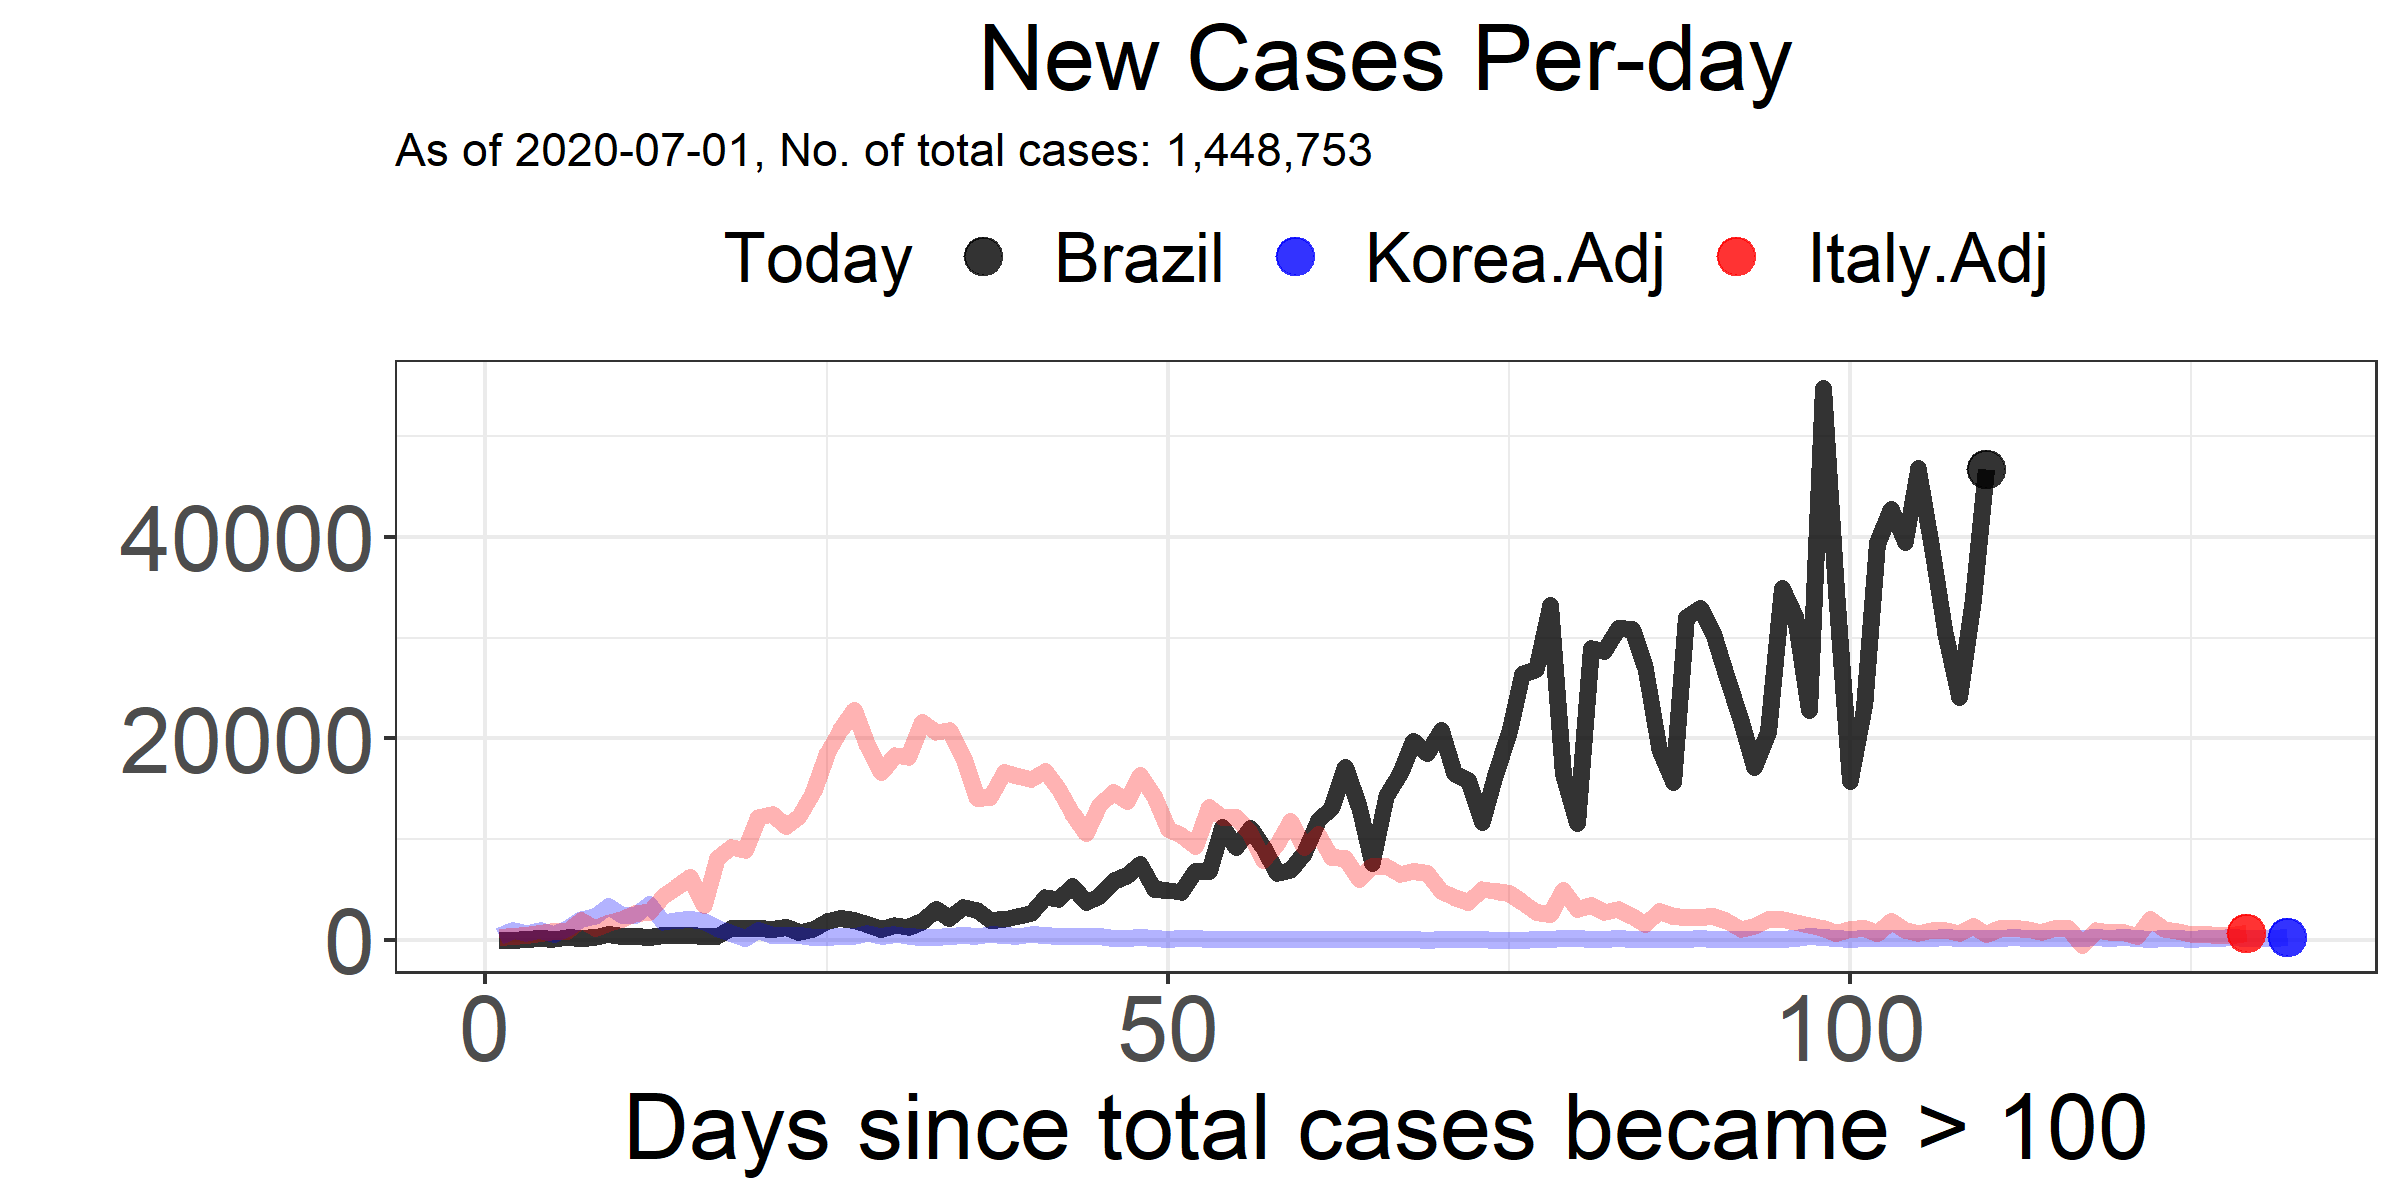 New Cases Per-day
As of 2020-07-01, No. of total cases: 1,448,753
Today Brazil Korea.Adj Italy.Adj
40000
20000
0
0 50 100
Days since total cases became > 100